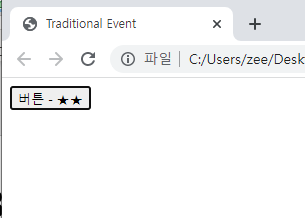 Traditional Event
파일 C:/Users/zee/Desk
버튼 - ★★